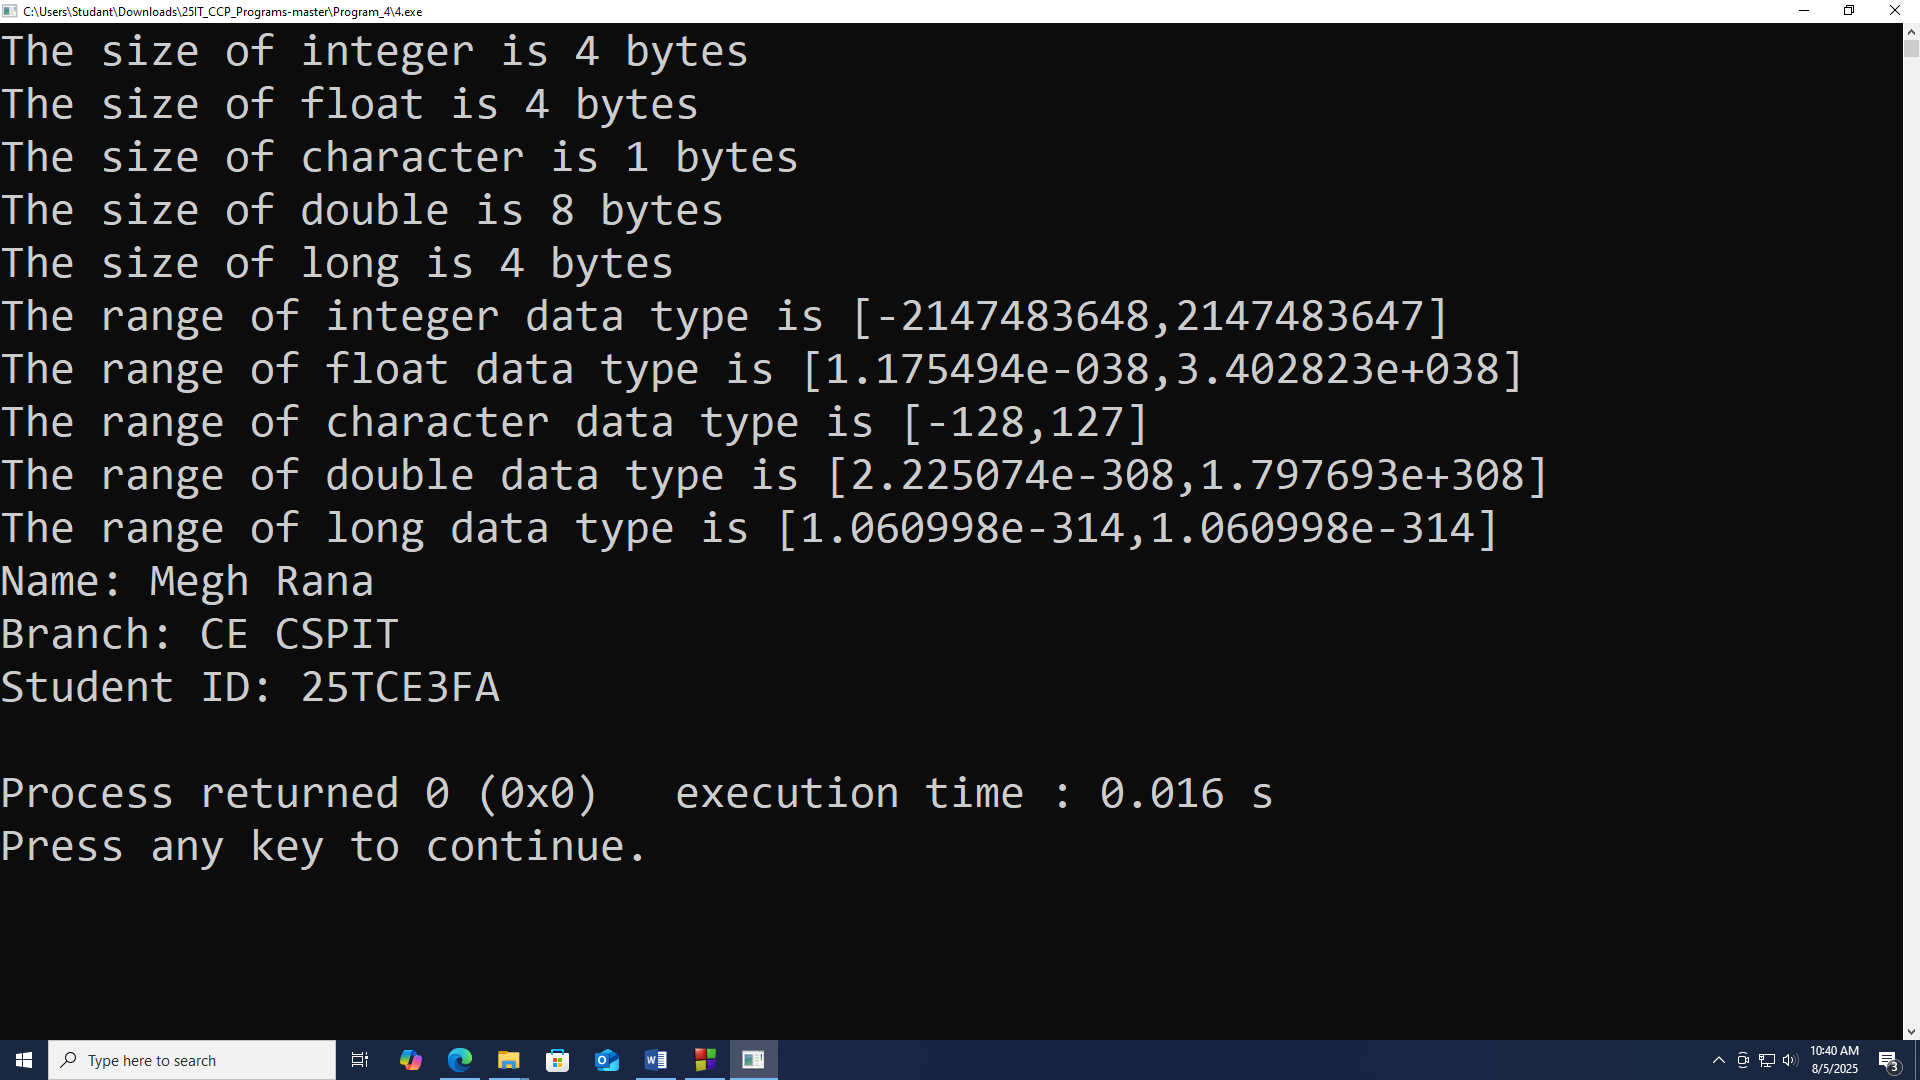 C:\Users\Studant\Downloads\25IT_CCP_Programs-master\Program_4\4.exe
The size of integer is 4 bytes
The size of float is 4 bytes
The size of character is 1 bytes
The size of double is 8 bytes
The size of long is 4 bytes
The range of integer data type is [-2147483648,2147483647]
The range of float data type is [1.175494e-038,3.402823e+038]
The range of character data type is [-128,127]
The range of double data type is [2.225074e-308,1.797693e+308]
The range of long data type is [1.060998e-314,1.060998e-314]
Name: Megh Rana
Branch: CE CSPIT
Student ID: 25TCE3FA
Process returned 0 (0x0)   execution time : 0.016 s
Press any key to continue.
Type here to search
10:40 AM
8/5/2025
3